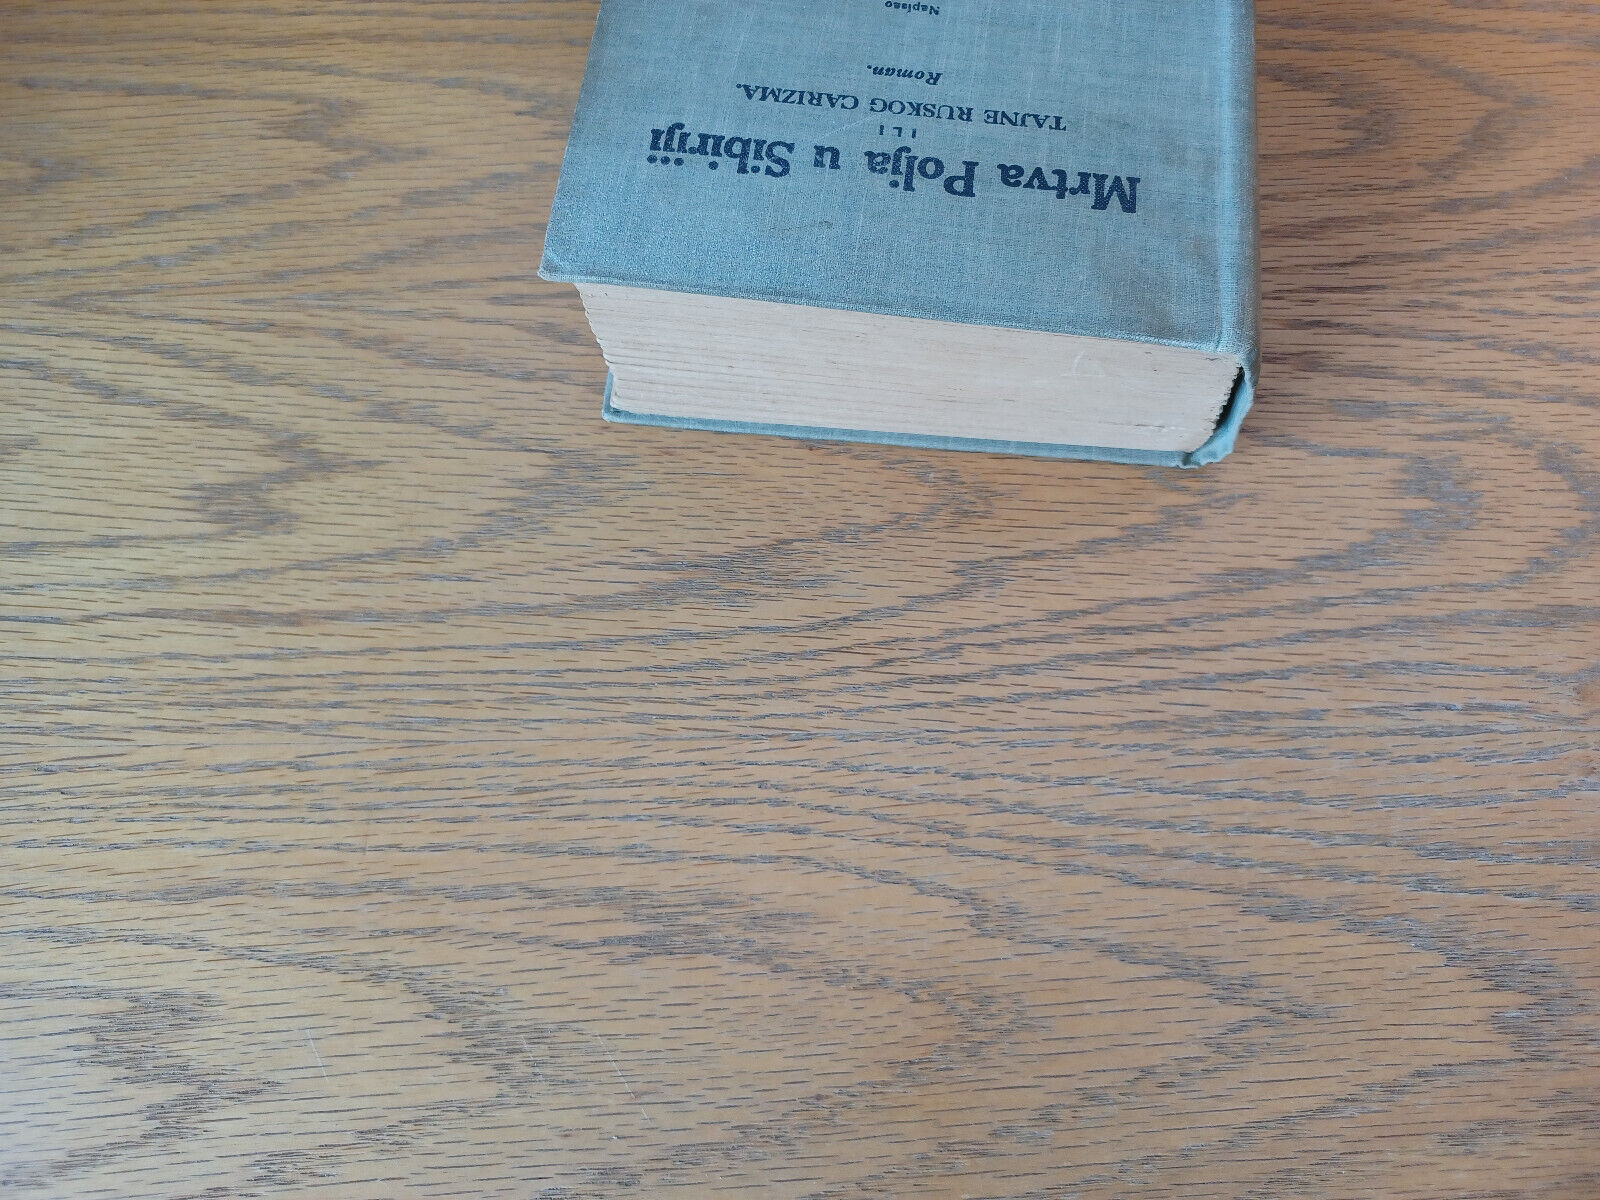 Mrtva Polja u Sibiriji
ILI
TAJNE RUSKOG CARIZMA.
Roman.
Napisao